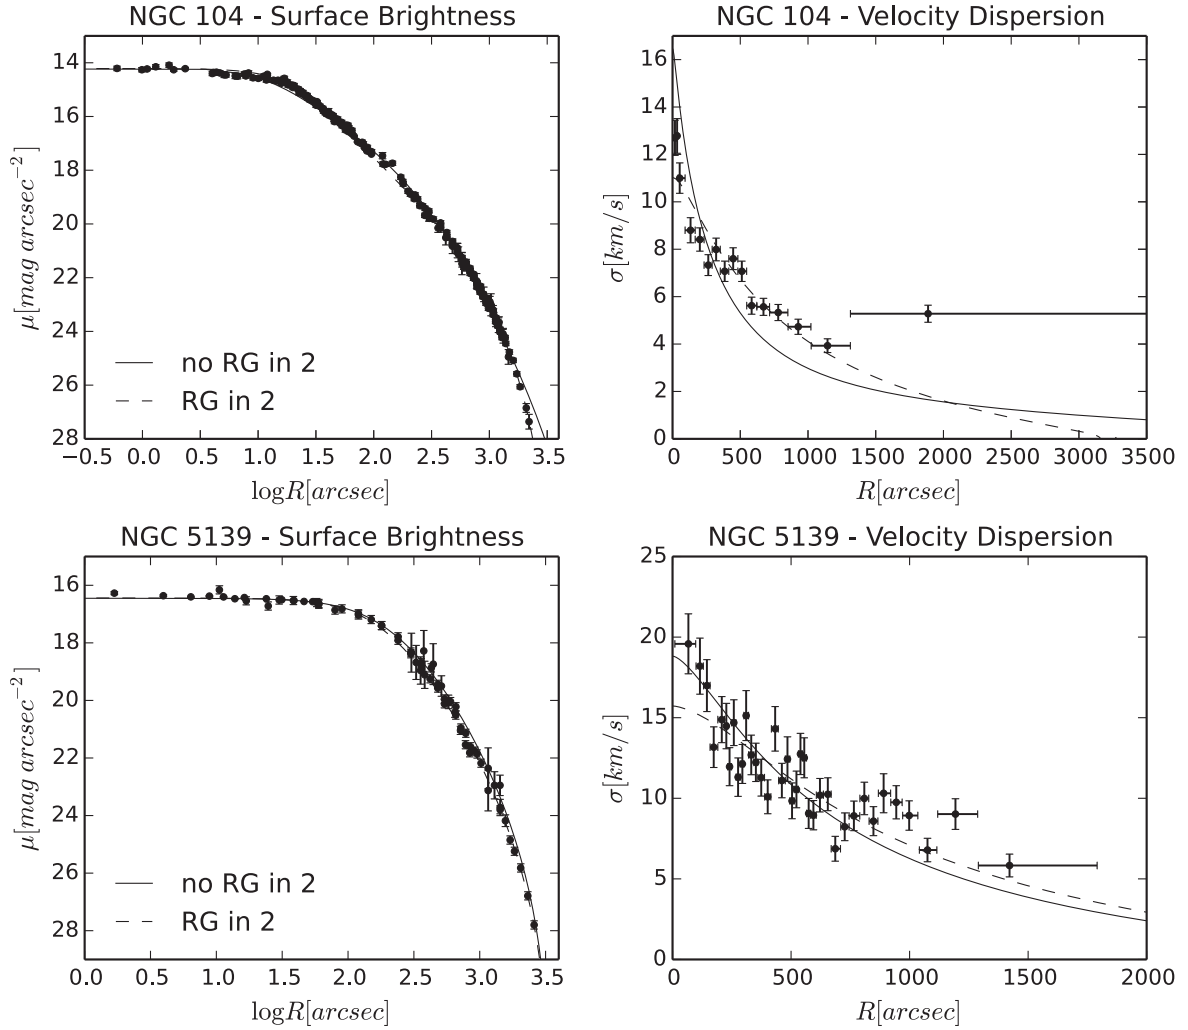 NGC 104 - Surface Brightness
14
16
18
20
22
24
26
28
μ[mag arcsec⁻²]
no RG in 2
RG in 2
−0.5 0.0 0.5 1.0 1.5 2.0 2.5 3.0 3.5
logR[arcsec]
NGC 104 - Velocity Dispersion
16
14
12
10
8
6
4
2
0
σ[km/s]
0 500 1000 1500 2000 2500 3000 3500
R[arcsec]
NGC 5139 - Surface Brightness
16
18
20
22
24
26
28
μ[mag arcsec⁻²]
no RG in 2
RG in 2
0.0 0.5 1.0 1.5 2.0 2.5 3.0 3.5
logR[arcsec]
NGC 5139 - Velocity Dispersion
25
20
15
10
5
0
σ[km/s]
0 500 1000 1500 2000
R[arcsec]